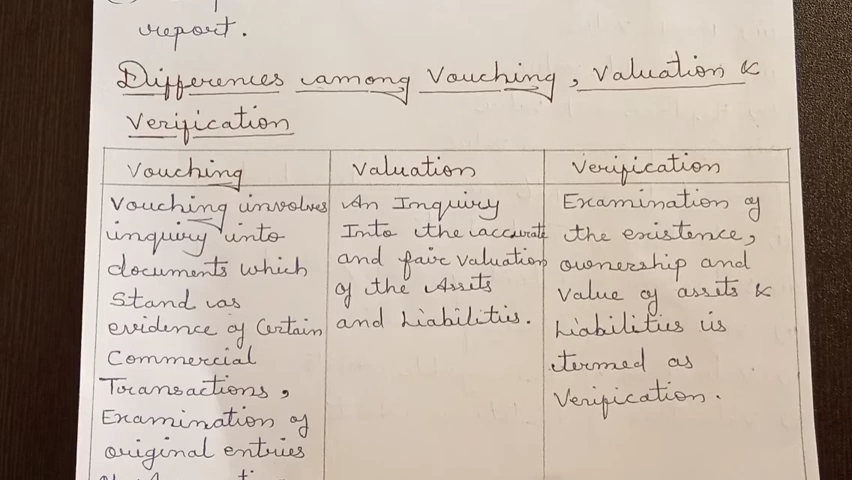 report.
Differences among Vouching, Valuation &
Verification
Vouching
Valuation
Verification
Vouching involves
inquiry into
documents which
Stand as
evidence of Certain
Commercial
Transactions,
Examination of
original entries
An Inquiry
Into the accurate
and fair valuation
of the Assets
and Liabilities.
Examination of
the existence,
ownership and
Value of assets &
Liabilities is
termed as
Verification.